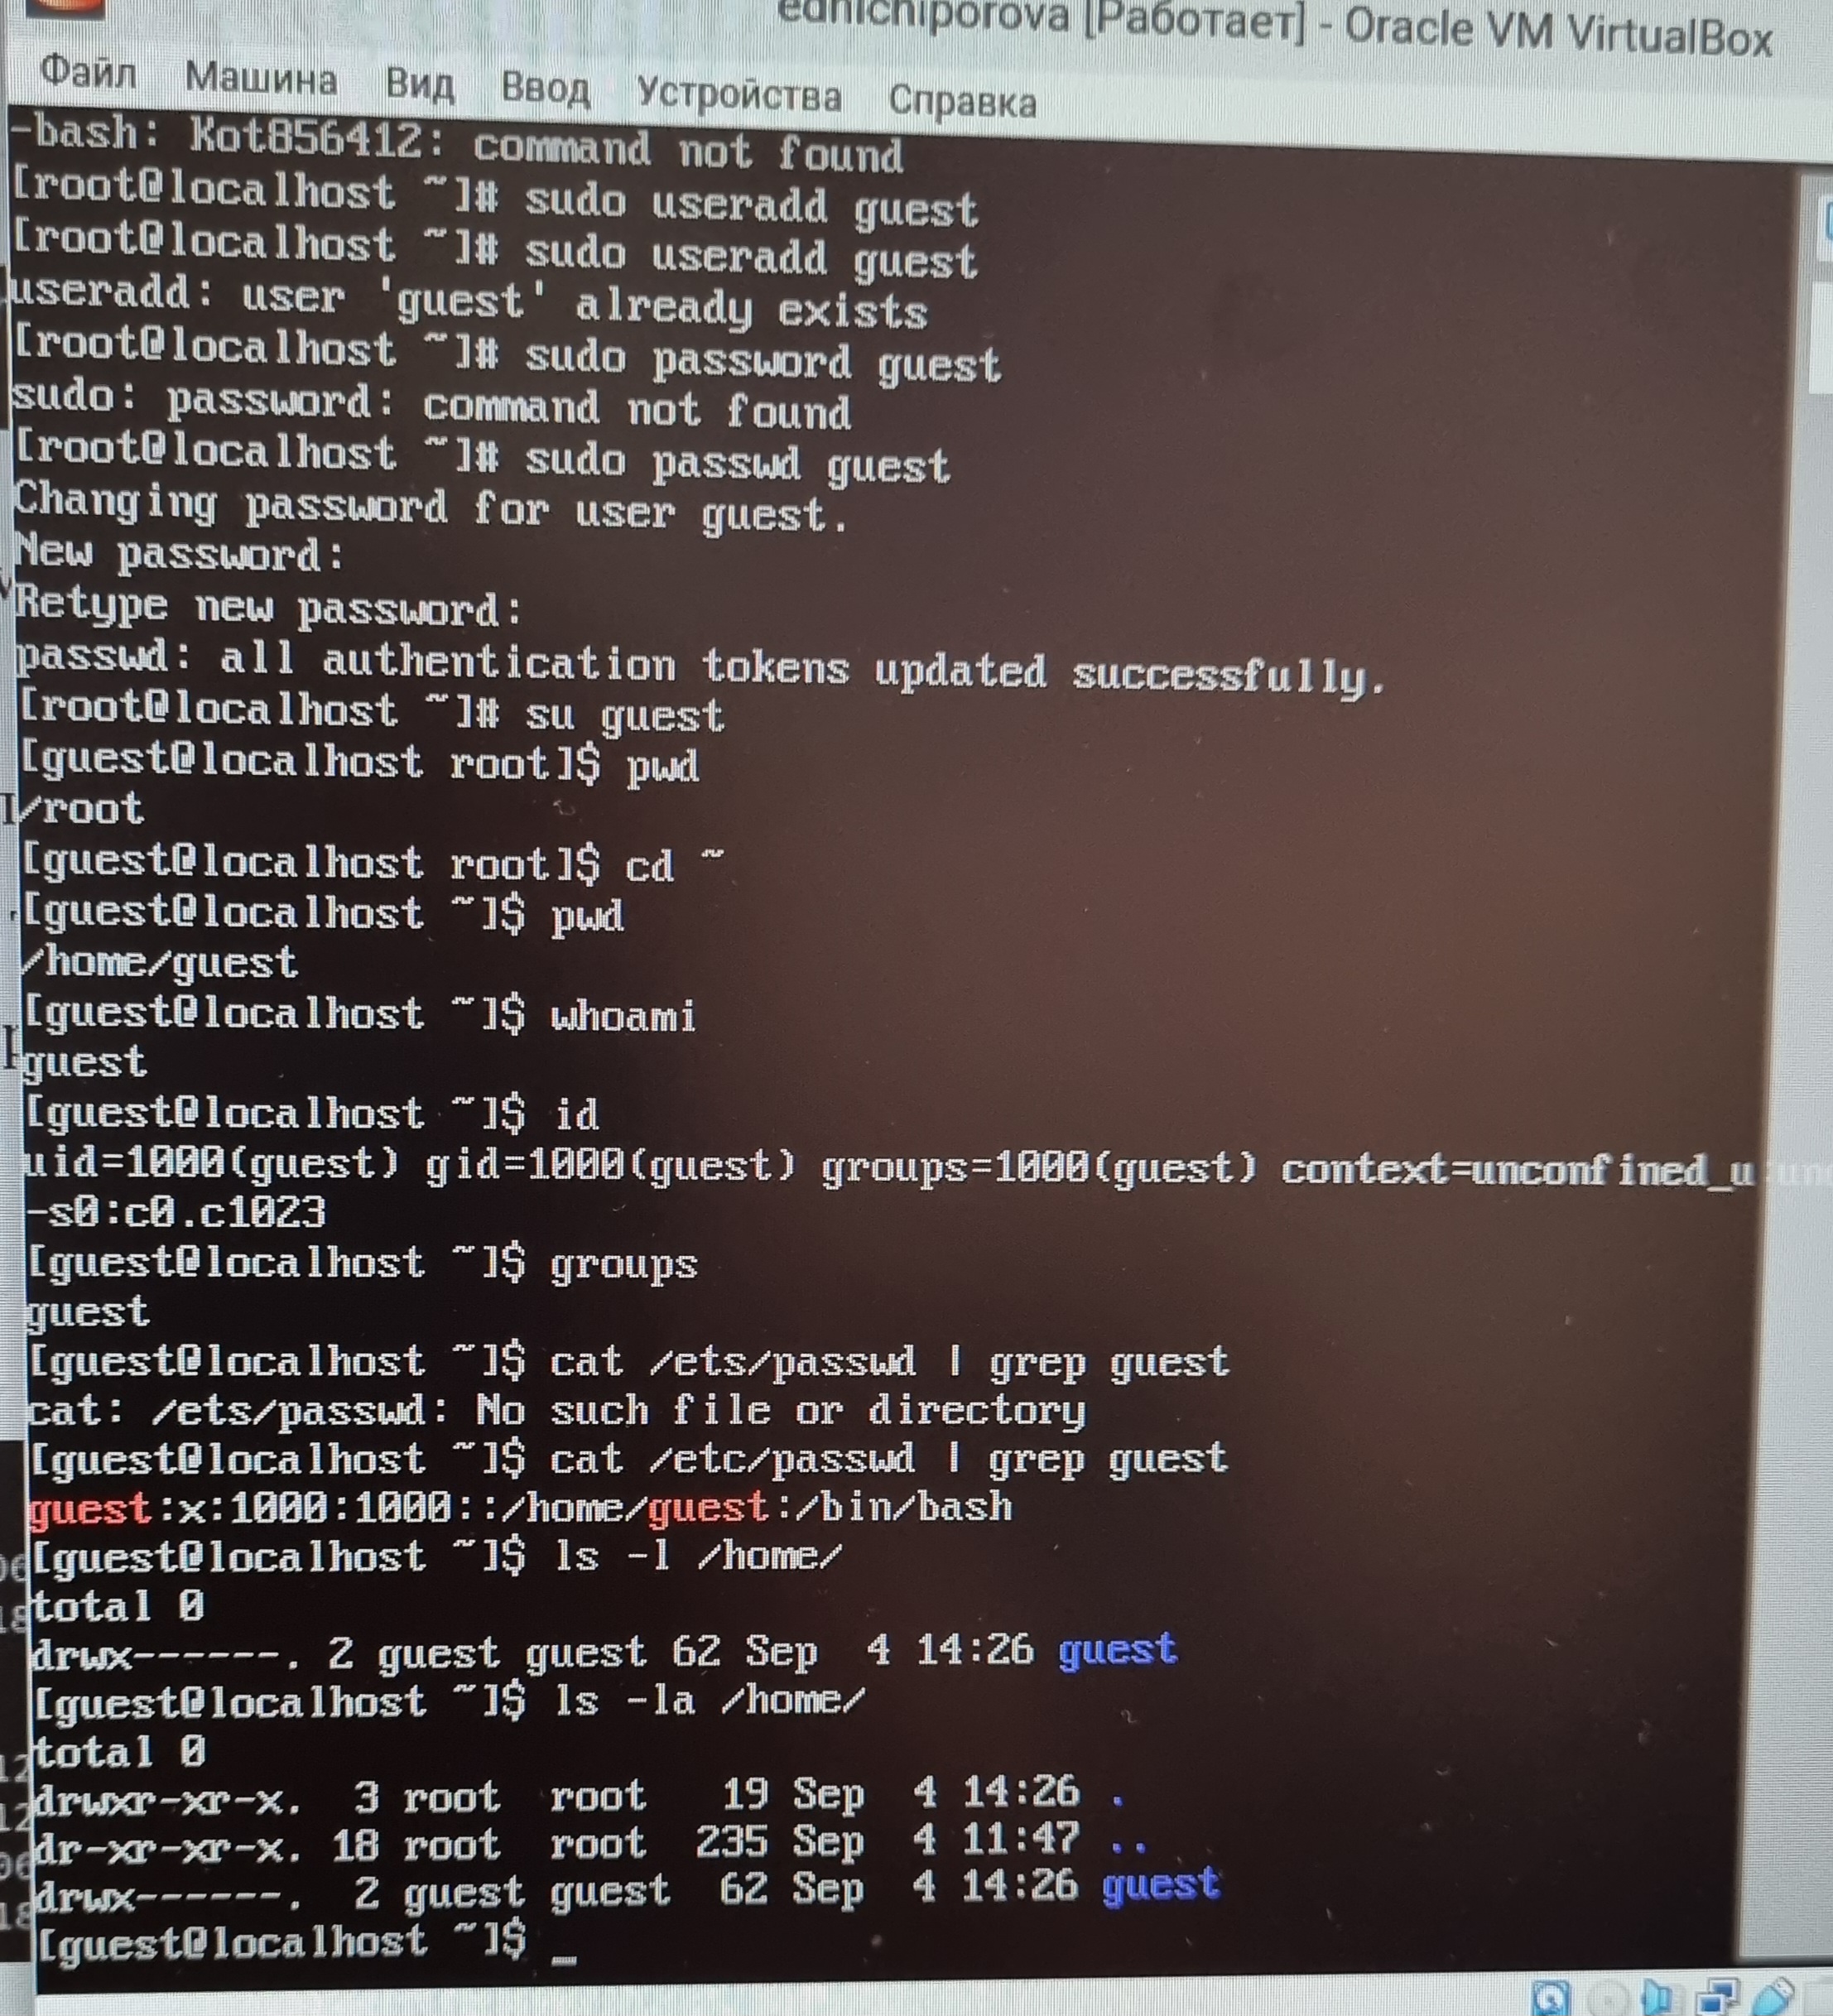 ednichiporova [Работает] - Oracle VM VirtualBox
Файл Машина Вид Ввод Устройства Справка
-bash: Kot856412: command not found
[root@localhost ~]# sudo useradd guest
[root@localhost ~]# sudo useradd guest
useradd: user 'guest' already exists
[root@localhost ~]# sudo password guest
sudo: password: command not found
[root@localhost ~]# sudo passwd guest
Changing password for user guest.
New password:
Retype new password:
passwd: all authentication tokens updated successfully.
[root@localhost ~]# su guest
[guest@localhost root]$ pwd
/root
[guest@localhost root]$ cd ~
[guest@localhost ~]$ pwd
/home/guest
[guest@localhost ~]$ whoami
guest
[guest@localhost ~]$ id
uid=1000(guest) gid=1000(guest) groups=1000(guest) context=unconfined_u
-s0:c0.c1023
[guest@localhost ~]$ groups
guest
[guest@localhost ~]$ cat /ets/passwd | grep guest
cat: /ets/passwd: No such file or directory
[guest@localhost ~]$ cat /etc/passwd | grep guest
guest:x:1000:1000::/home/guest:/bin/bash
[guest@localhost ~]$ ls -l /home/
total 0
drwx------. 2 guest guest 62 Sep  4 14:26 guest
[guest@localhost ~]$ ls -la /home/
total 0
drwxr-xr-x.  3 root  root   19 Sep  4 14:26 .
dr-xr-xr-x. 18 root  root  235 Sep  4 11:47 ..
drwx------.  2 guest guest  62 Sep  4 14:26 guest
[guest@localhost ~]$ _